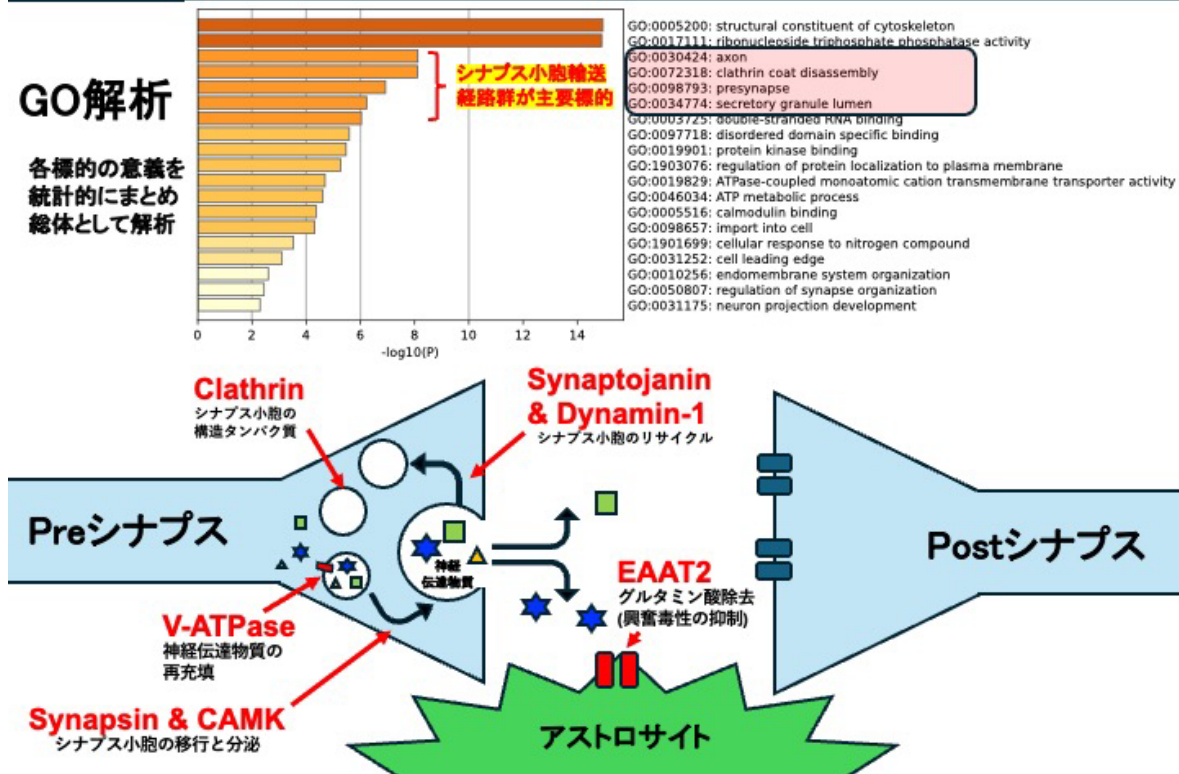 GO解析
各標的の意義を
統計的にまとめ
総体として解析
シナプス小胞輸送
経路群が主要標的
GO:0005200: structural constituent of cytoskeleton
GO:0017111: ribonucleoside triphosphate phosphatase activity
GO:0030424: axon
GO:0072318: clathrin coat disassembly
GO:0098793: presynapse
GO:0034774: secretory granule lumen
GO:0003725: double-stranded RNA binding
GO:0097718: disordered domain specific binding
GO:0019901: protein kinase binding
GO:1903076: regulation of protein localization to plasma membrane
GO:0019829: ATPase-coupled monoatomic cation transmembrane transporter activity
GO:0046034: ATP metabolic process
GO:0005516: calmodulin binding
GO:0098657: import into cell
GO:1901699: cellular response to nitrogen compound
GO:0031252: cell leading edge
GO:0010256: endomembrane system organization
GO:0050807: regulation of synapse organization
GO:0031175: neuron projection development
0 2 4 6 8 10 12 14
-log10(P)
Clathrin
シナプス小胞の
構造タンパク質
Synaptojanin
& Dynamin-1
シナプス小胞のリサイクル
Preシナプス
神経
伝達物質
Postシナプス
EAAT2
グルタミン酸除去
(興奮毒性の抑制)
V-ATPase
神経伝達物質の
再充填
Synapsin & CAMK
シナプス小胞の移行と分泌
アストロサイト